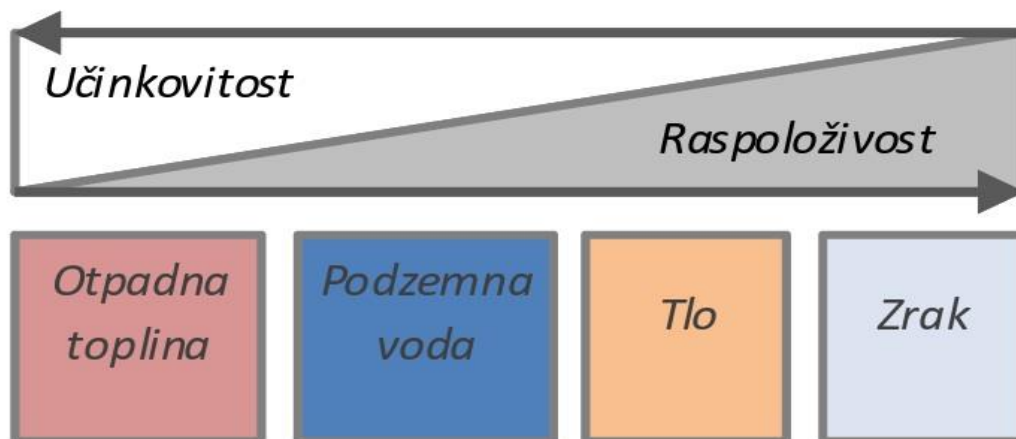 Učinkovitost
Raspoloživost
Otpadna
toplina
Podzemna
voda
Tlo
Zrak